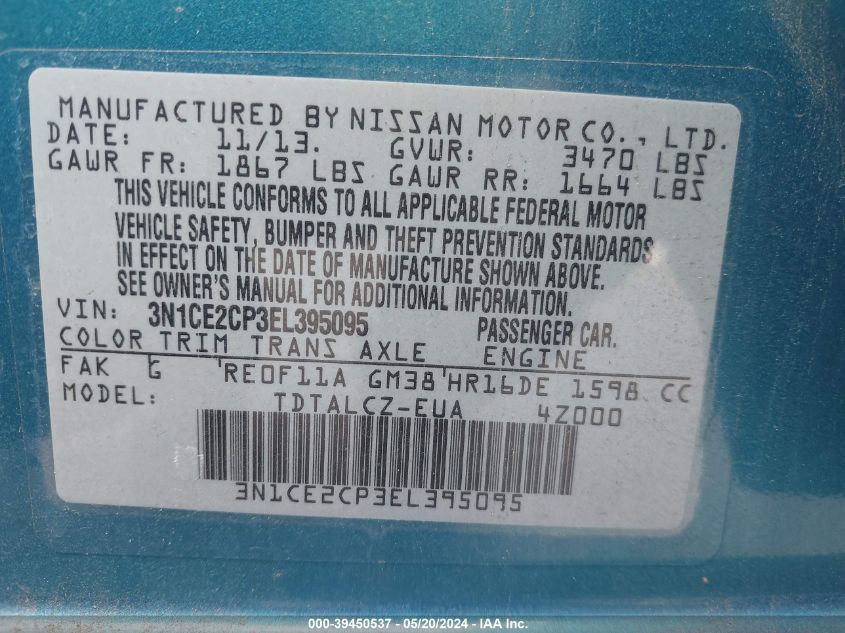 MANUFACTURED BY NISSAN MOTOR CO., LTD.
DATE: 11/13. GVWR: 3470 LBS
GAWR FR: 1867 LBS GAWR RR: 1664 LBS
THIS VEHICLE CONFORMS TO ALL APPLICABLE FEDERAL MOTOR
VEHICLE SAFETY, BUMPER AND THEFT PREVENTION STANDARDS
IN EFFECT ON THE DATE OF MANUFACTURE SHOWN ABOVE.
SEE OWNER'S MANUAL FOR ADDITIONAL INFORMATION.
VIN: 3N1CE2CP3EL395095 PASSENGER CAR.
COLOR TRIM TRANS AXLE ENGINE
FAK G RE0F11A GM38 HR16DE 1598 CC
MODEL: TDTALCZ-EUA 4Z000
3N1CE2CP3EL395095
000-39450537 - 05/20/2024 - IAA Inc.